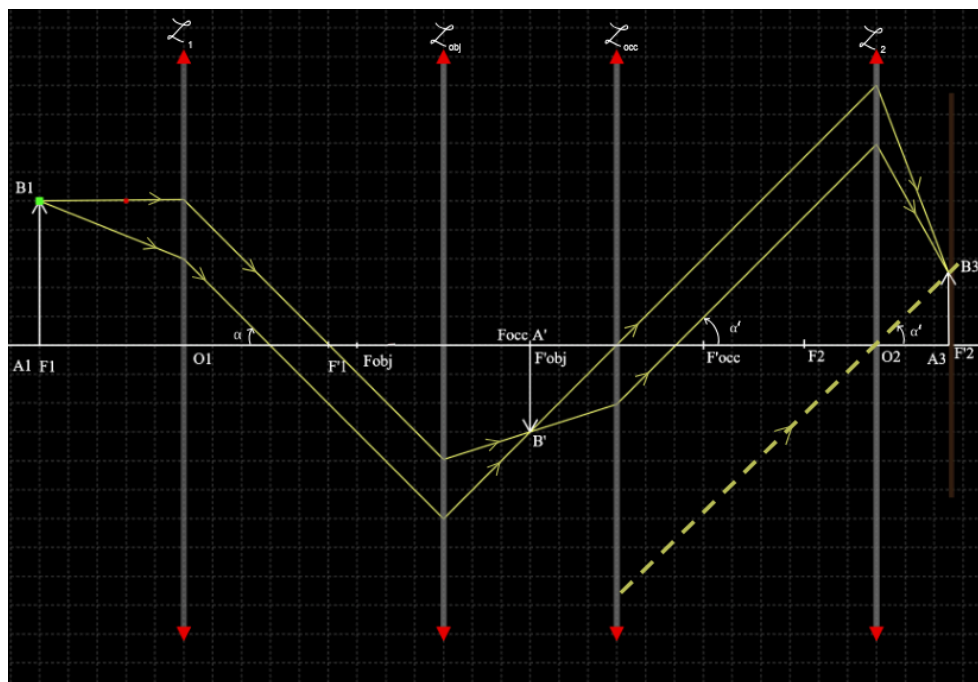 ℒ1 ℒobj ℒocc ℒ2
B1
B3
α α' α'
Focc A'
A1 F1 O1 F'1 Fobj F'obj F'occ F2 O2 A3 F'2
B'